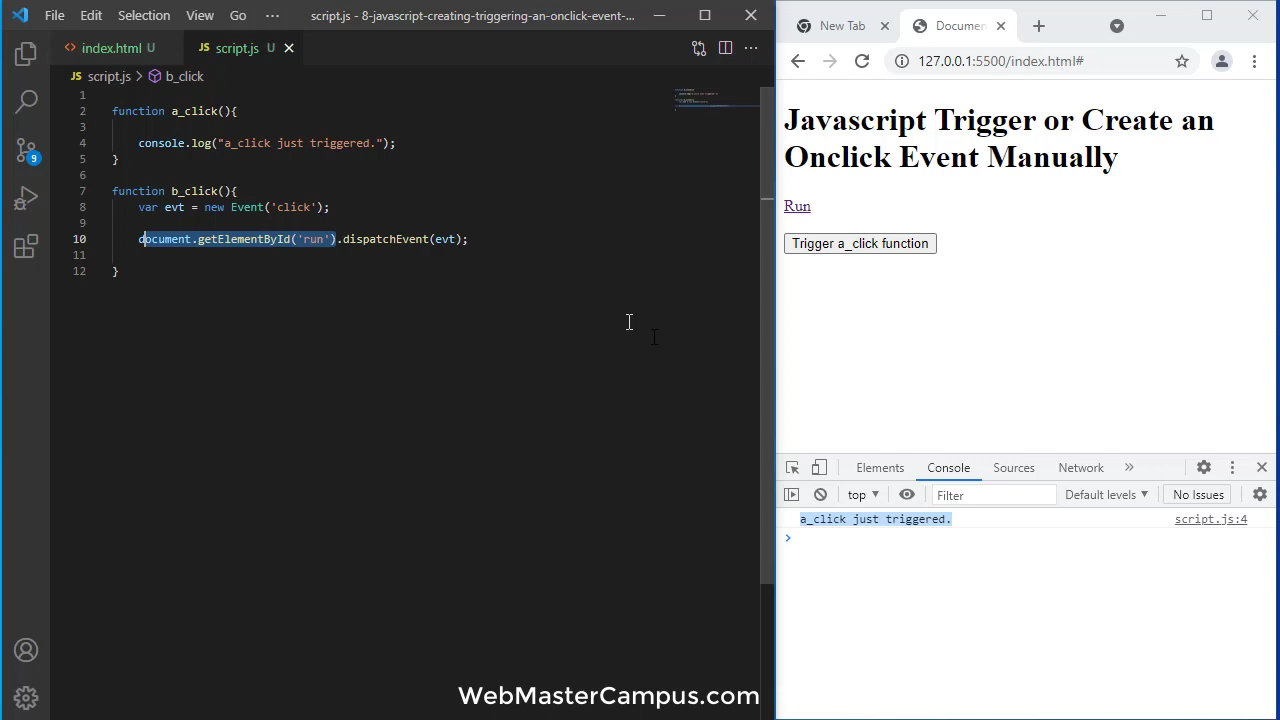 File Edit Selection View Go ··· script.js - 8-javascript-creating-triggering-an-onclick-event-...
index.html U JS script.js U
JS script.js > b_click
1
2 function a_click(){
3
4 console.log("a_click just triggered.");
5 }
6
7 function b_click(){
8 var evt = new Event('click');
9
10 document.getElementById('run').dispatchEvent(evt);
11
12 }
9
WebMasterCampus.com
New Tab Documen
127.0.0.1:5500/index.html#
Javascript Trigger or Create an
Onclick Event Manually
Run
Trigger a_click function
Elements Console Sources Network »
top Filter Default levels No Issues
a_click just triggered. script.js:4
>